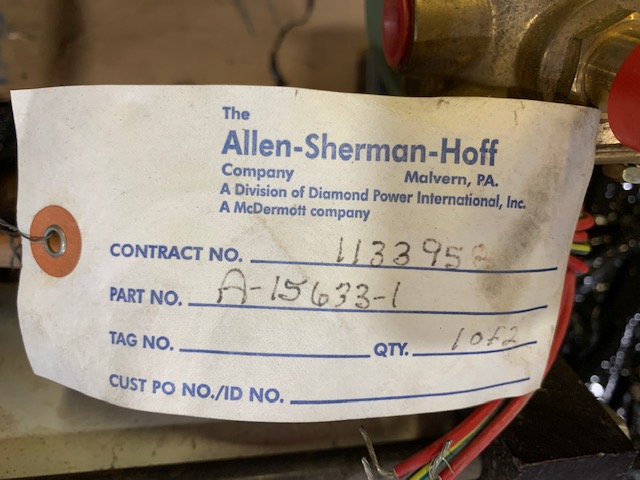 The
Allen-Sherman-Hoff
Company Malvern, PA.
A Division of Diamond Power International, Inc.
A McDermott company
CONTRACT NO.
PART NO. A-15633-1
TAG NO. QTY. 1 of 2
CUST PO NO./ID NO.